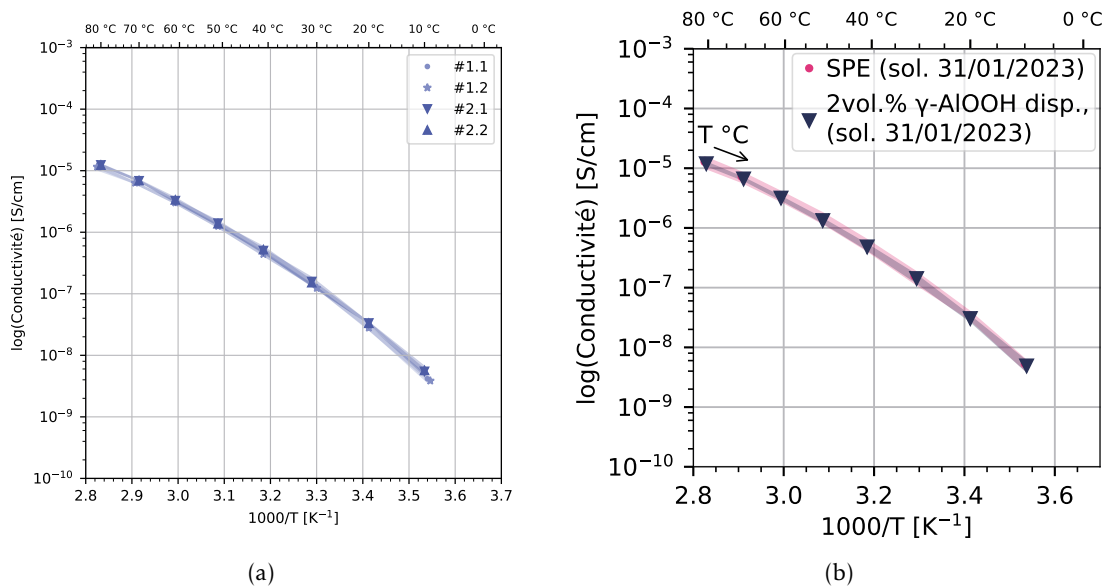 80 °C 70 °C 60 °C 50 °C 40 °C 30 °C 20 °C 10 °C 0 °C
10⁻³
10⁻⁴
10⁻⁵
10⁻⁶
10⁻⁷
10⁻⁸
10⁻⁹
10⁻¹⁰
log(Conductivité) [S/cm]
#1.1
#1.2
#2.1
#2.2
2.8 2.9 3.0 3.1 3.2 3.3 3.4 3.5 3.6 3.7
1000/T [K⁻¹]
(a)
80 °C 60 °C 40 °C 20 °C 0 °C
10⁻³
10⁻⁴
10⁻⁵
10⁻⁶
10⁻⁷
10⁻⁸
10⁻⁹
10⁻¹⁰
log(Conductivité) [S/cm]
SPE (sol. 31/01/2023)
2vol.% γ-AlOOH disp.,
(sol. 31/01/2023)
T °C
2.8 3.0 3.2 3.4 3.6
1000/T [K⁻¹]
(b)